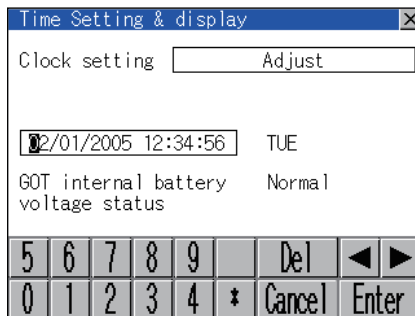 Time Setting & display ×
Clock setting Adjust
02/01/2005 12:34:56 TUE
GOT internal battery Normal
voltage status
5 6 7 8 9 Del ◀ ▶
0 1 2 3 4 * Cancel Enter